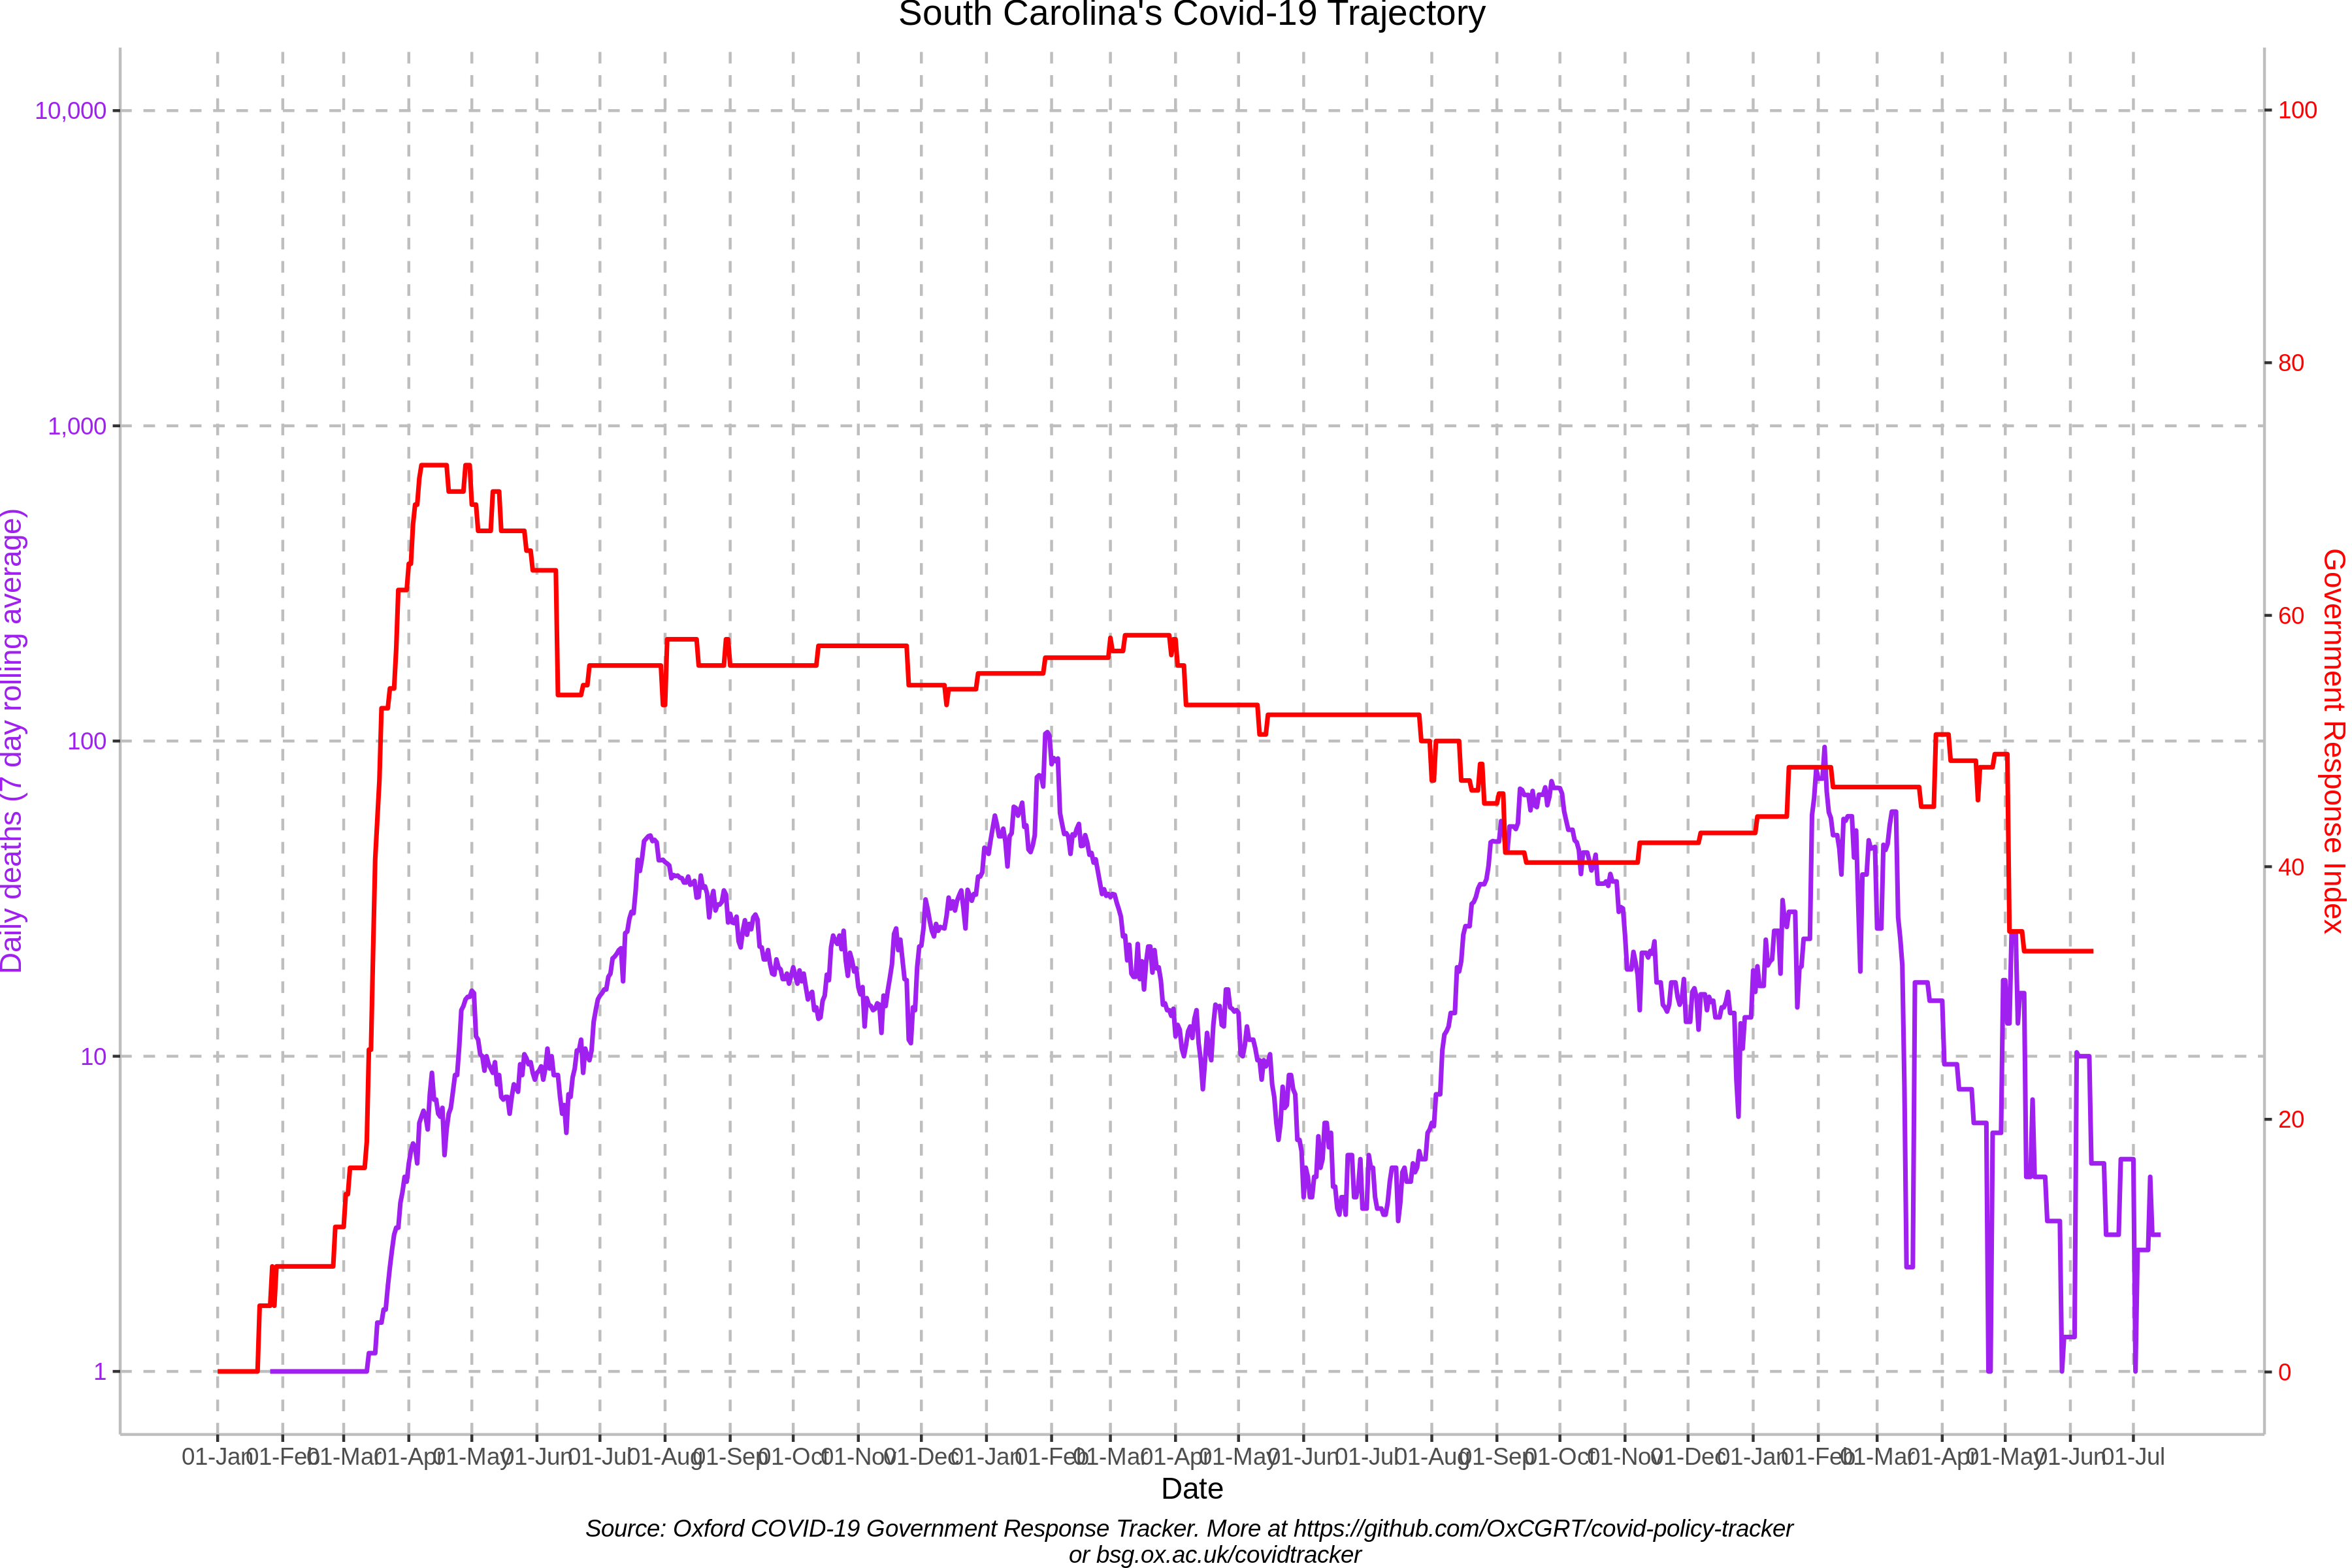 South Carolina's Covid-19 Trajectory
10,000
1,000
100
10
1
Daily deaths (7 day rolling average)
100
80
60
40
20
0
Government Response Index
01-Jan 01-Feb 01-Mar 01-Apr 01-May 01-Jun 01-Jul 01-Aug 01-Sep 01-Oct 01-Nov 01-Dec 01-Jan 01-Feb 01-Mar 01-Apr 01-May 01-Jun 01-Jul 01-Aug 01-Sep 01-Oct 01-Nov 01-Dec 01-Jan 01-Feb 01-Mar 01-Apr 01-May 01-Jun 01-Jul
Date
Source: Oxford COVID-19 Government Response Tracker. More at https://github.com/OxCGRT/covid-policy-tracker
or bsg.ox.ac.uk/covidtracker